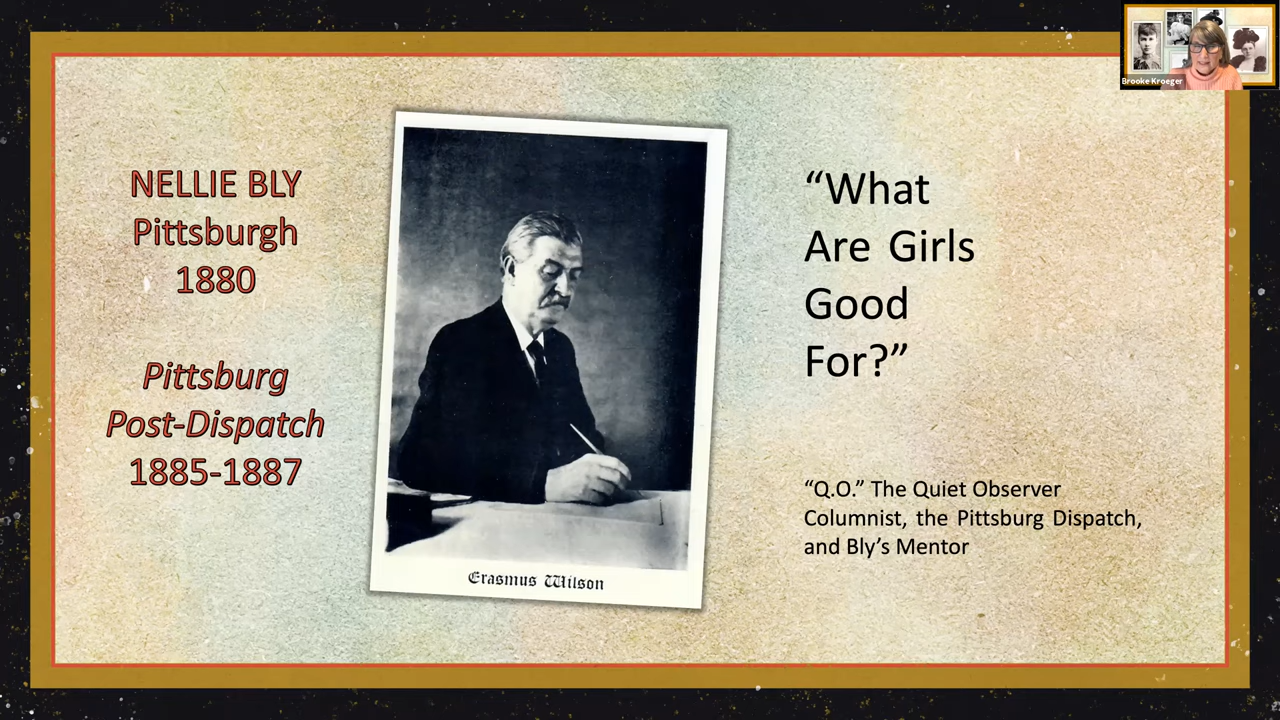 Brooke Kroeger
NELLIE BLY
Pittsburgh
1880
Pittsburg
Post-Dispatch
1885-1887
Erasmus Wilson
“What
Are Girls
Good
For?”
“Q.O.” The Quiet Observer
Columnist, the Pittsburg Dispatch,
and Bly’s Mentor